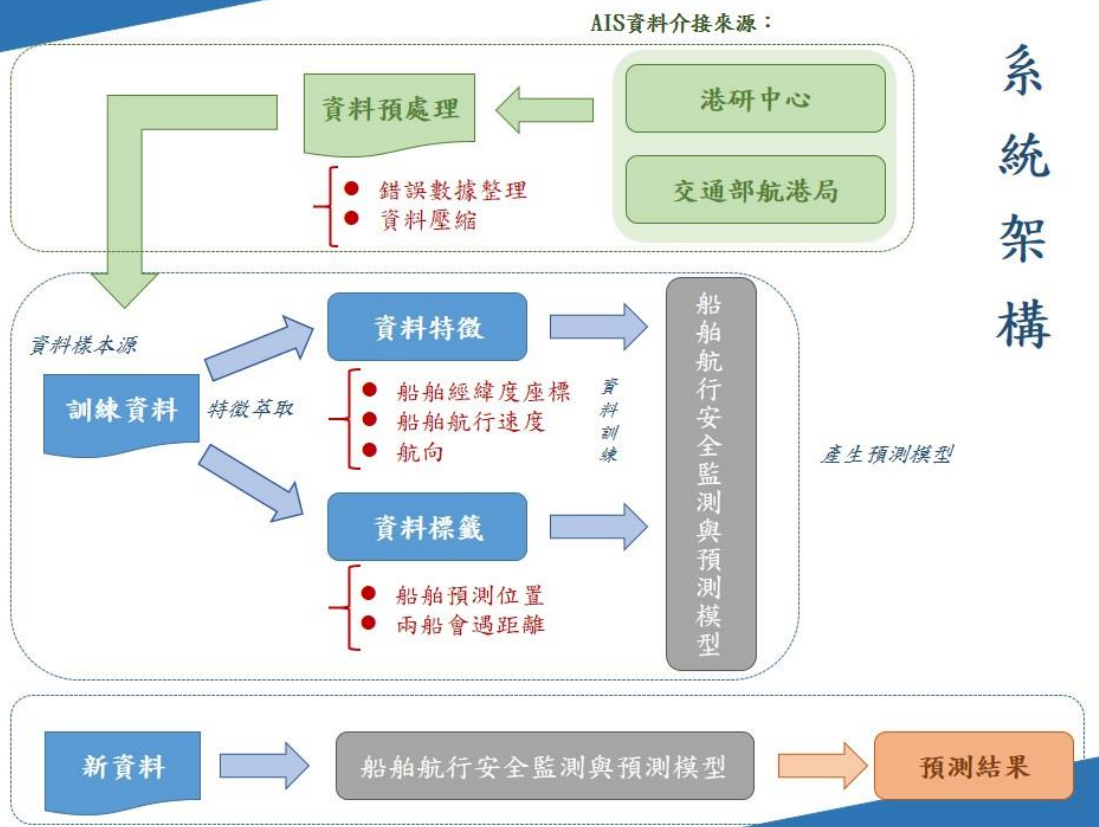 AIS資料介接來源：
系統架構
港研中心
交通部航港局
資料預處理
錯誤數據整理
資料壓縮
資料樣本源
訓練資料
特徵萃取
資料特徵
船舶經緯度座標
船舶航行速度
航向
資料標籤
船舶預測位置
兩船會遇距離
資料訓練
船舶航行安全監測與預測模型
產生預測模型
新資料
船舶航行安全監測與預測模型
預測結果